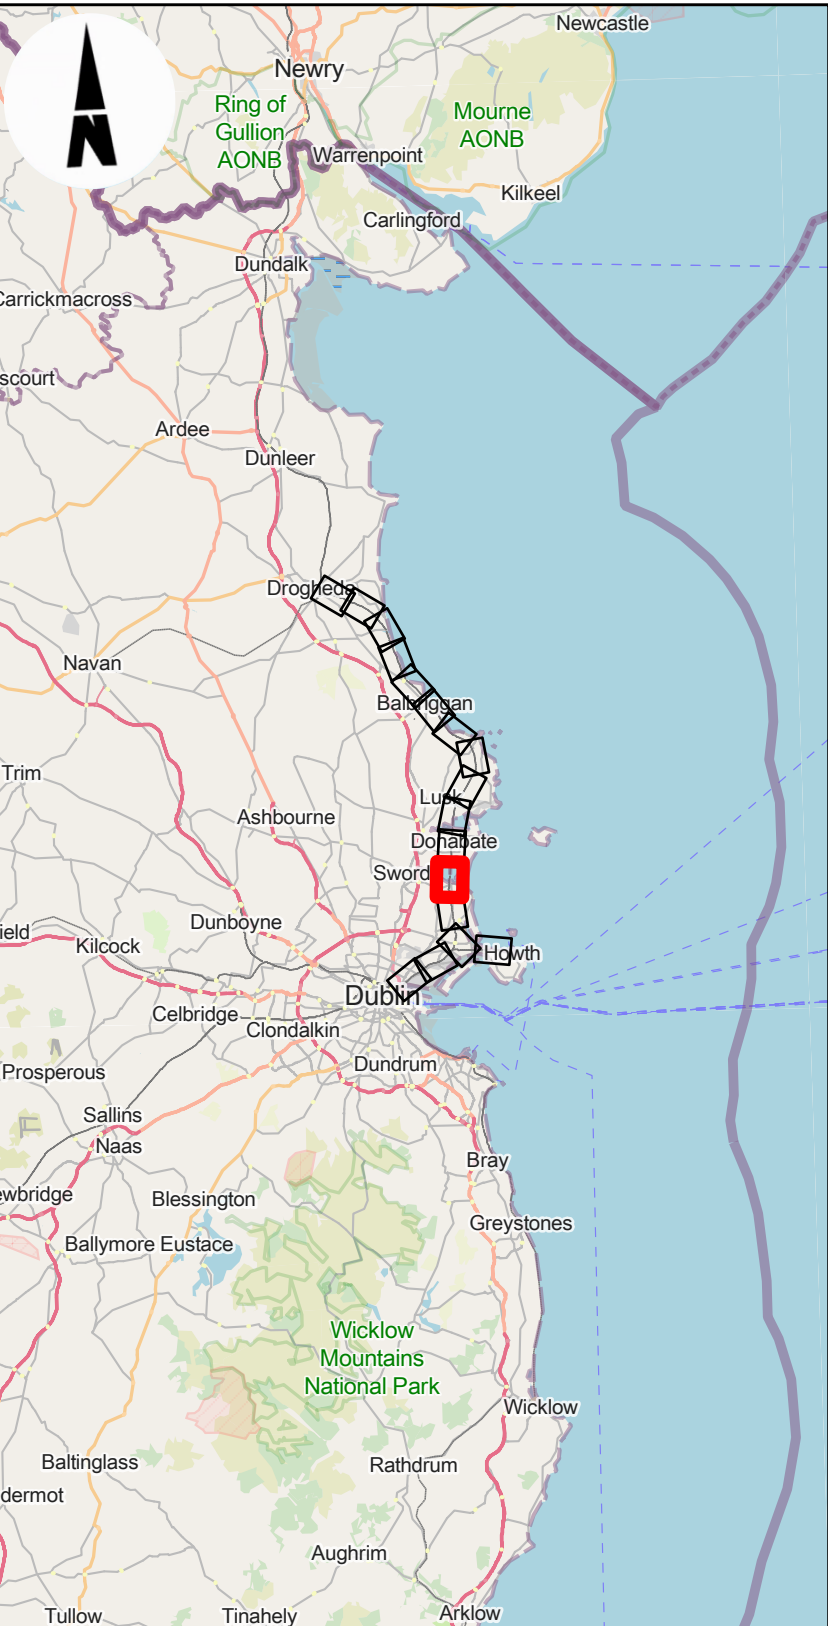 Newcastle
Newry
Ring of
Gullion
AONB
Mourne
AONB
N
Warrenpoint
Kilkeel
Carlingford
Dundalk
Carrickmacross
scourt
Ardee
Dunleer
Drogheda
Navan
Balbriggan
Trim
Lusk
Ashbourne
Donabate
Sword
Dunboyne
ield
Kilcock
Howth
Dublin
Celbridge
Clondalkin
Dundrum
Prosperous
Sallins
Naas
Bray
ewbridge
Blessington
Greystones
Ballymore Eustace
Wicklow
Mountains
National Park
Wicklow
Baltinglass
Rathdrum
dermot
Aughrim
Tullow
Tinahely
Arklow